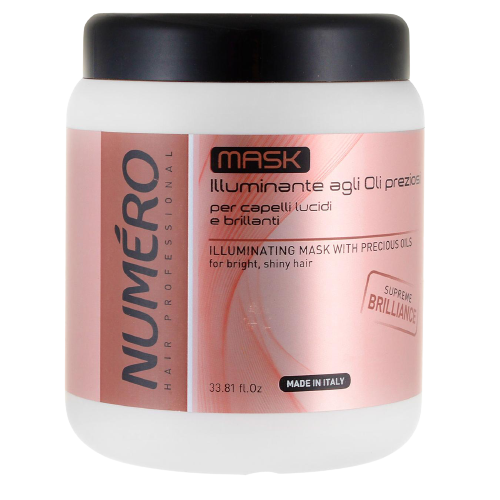 NUMÉRO
HAIR PROFESSIONAL
MASK
Illuminante agli Oli preziosi
per capelli lucidi
e brillanti
ILLUMINATING MASK WITH PRECIOUS OILS
for bright, shiny hair
SUPREME
BRILLIANCE
33.81 fl.Oz
MADE IN ITALY